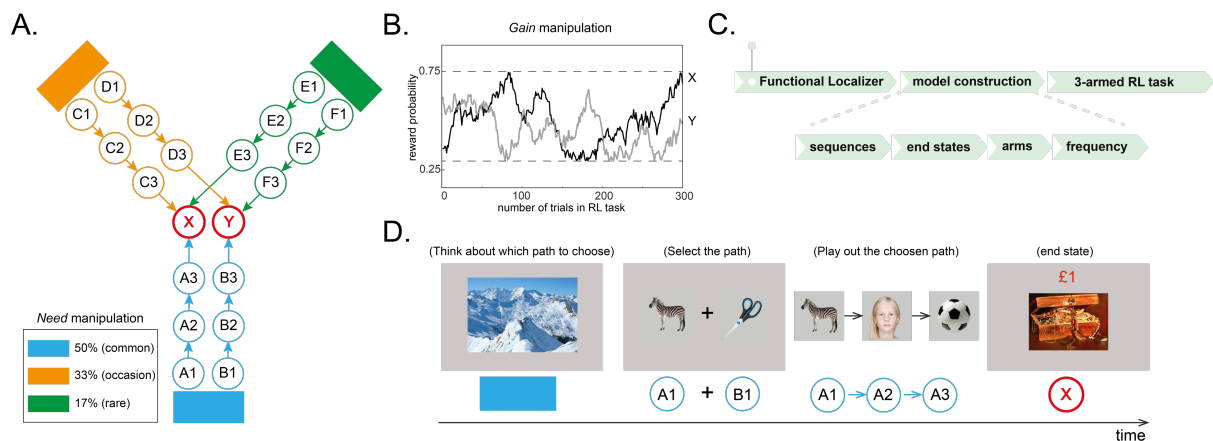 A.
D1
C1
D2
C2
D3
C3
E1
F1
E2
F2
E3
F3
X
Y
A3
B3
A2
B2
A1
B1
Need manipulation
50% (common)
33% (occasion)
17% (rare)
B.
Gain manipulation
reward probability
0.75
0.25
0
100
200
300
number of trials in RL task
X
Y
C.
Functional Localizer
model construction
3-armed RL task
sequences
end states
arms
frequency
D.
(Think about which path to choose)
(Select the path)
(Play out the choosen path)
(end state)
+
£1
A1 + B1
A1
A2
A3
X
time